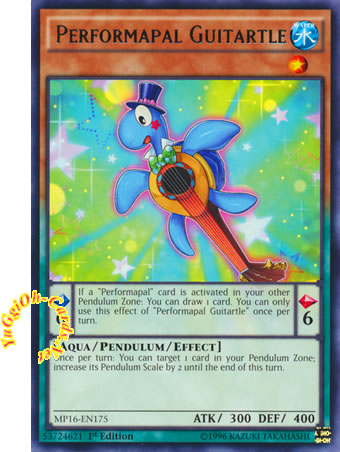 PERFORMAPAL GUITARTLE
WATER
水
If a "Performapal" card is activated in your other
Pendulum Zone: You can draw 1 card. You can only
use this effect of "Performapal Guitartle" once per
turn.
6
[AQUA/PENDULUM/EFFECT]
Once per turn: You can target 1 card in your Pendulum Zone;
increase its Pendulum Scale by 2 until the end of this turn.
MP16-EN175
ATK/ 300 DEF/ 400
53724621
1st Edition
©1996 KAZUKI TAKAHASHI